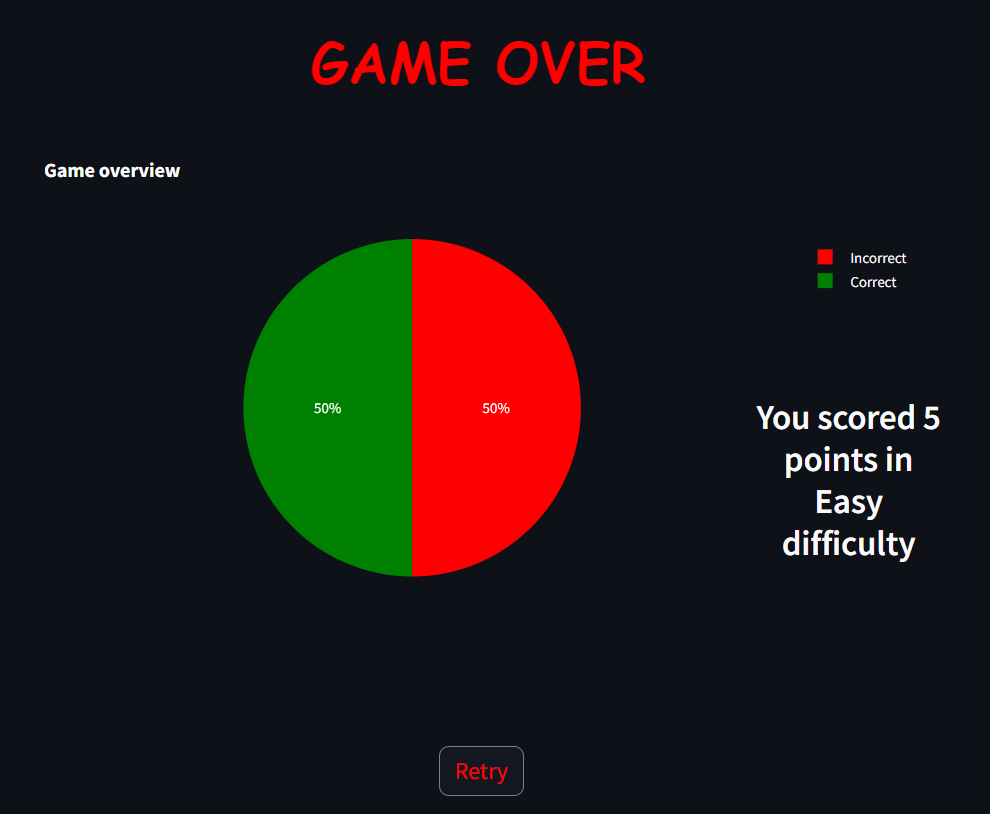 GAME OVER
Game overview
Incorrect
Correct
50%
50%
You scored 5
points in
Easy
difficulty
Retry